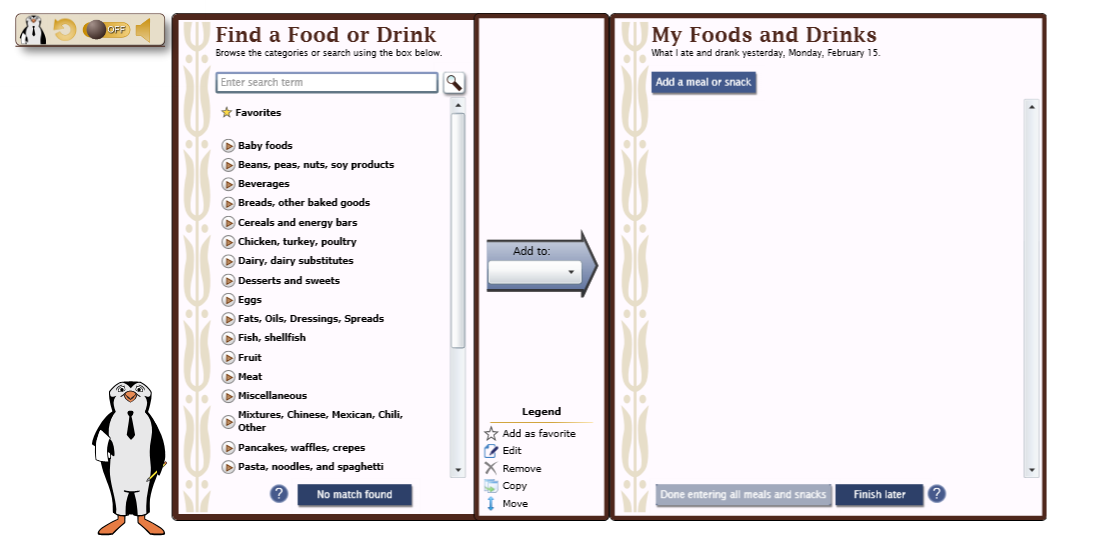 OFF
Find a Food or Drink
Browse the categories or search using the box below.
Enter search term
Favorites
Baby foods
Beans, peas, nuts, soy products
Beverages
Breads, other baked goods
Cereals and energy bars
Chicken, turkey, poultry
Dairy, dairy substitutes
Desserts and sweets
Eggs
Fats, Oils, Dressings, Spreads
Fish, shellfish
Fruit
Meat
Miscellaneous
Mixtures, Chinese, Mexican, Chili,
Other
Pancakes, waffles, crepes
Pasta, noodles, and spaghetti
?
No match found
Add to:
Legend
Add as favorite
Edit
Remove
Copy
Move
My Foods and Drinks
What I ate and drank yesterday, Monday, February 15.
Add a meal or snack
Done entering all meals and snacks
Finish later
?